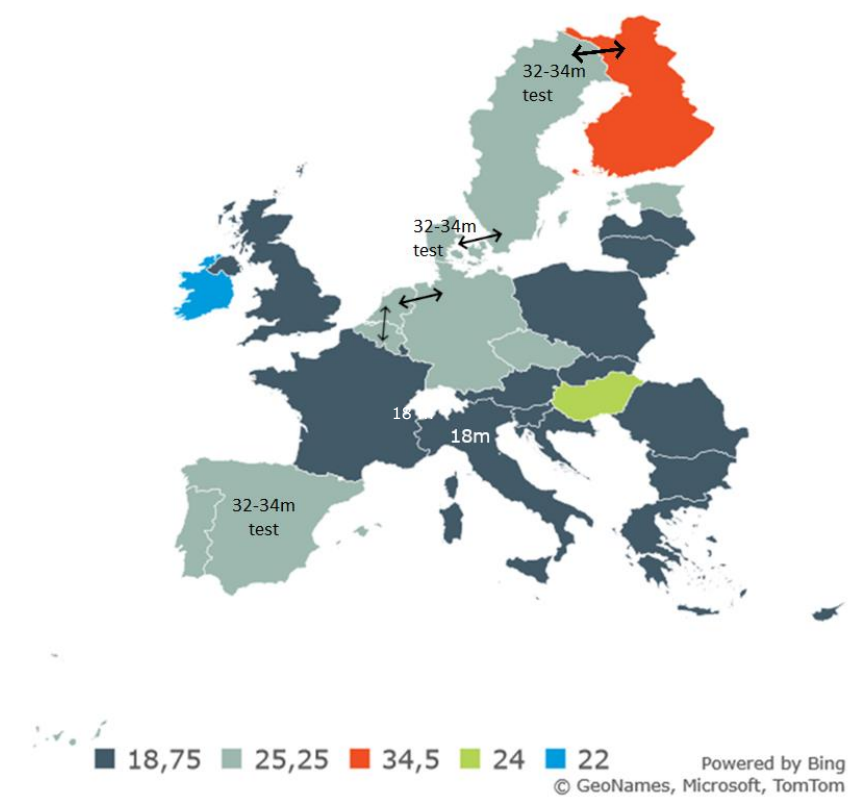 32-34m
test
32-34m
test
18
18m
32-34m
test
18,75 25,25 34,5 24 22
Powered by Bing
© GeoNames, Microsoft, TomTom